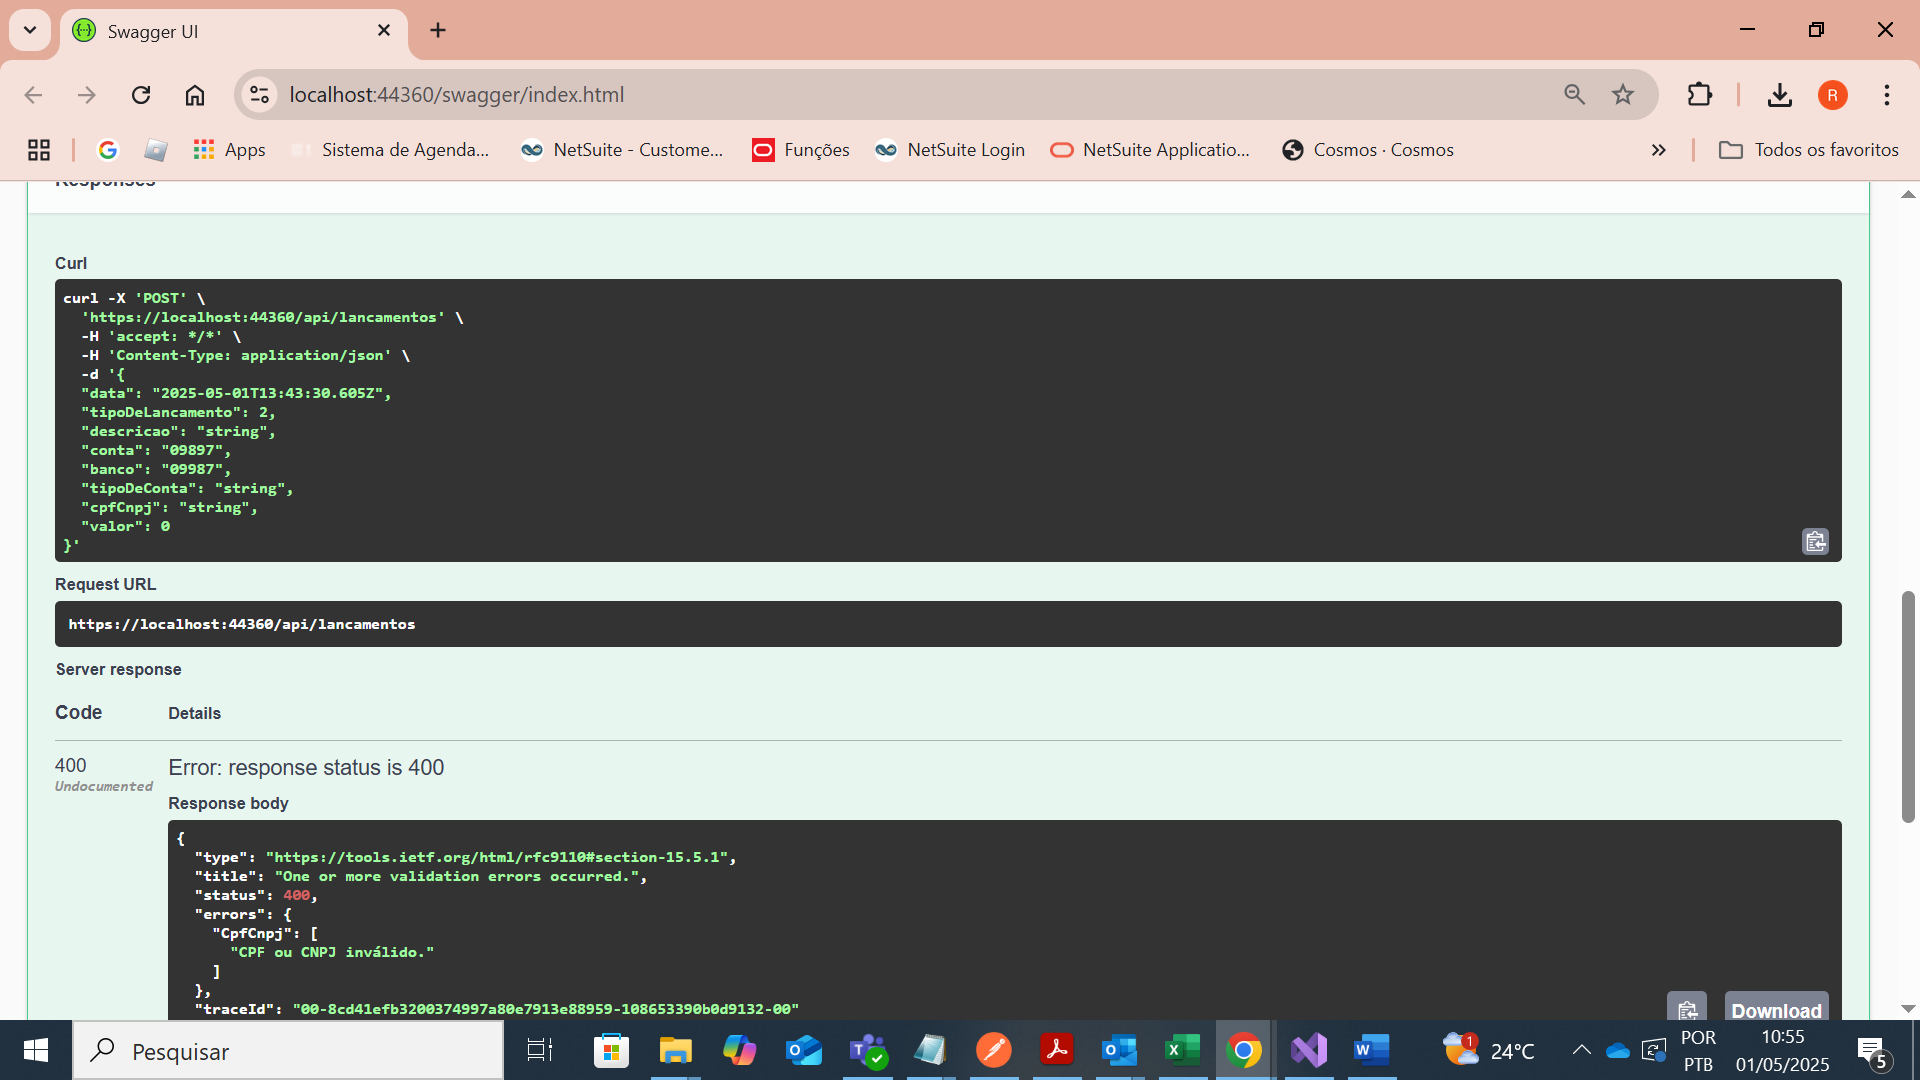 Swagger UI
localhost:44360/swagger/index.html
R
Apps
Sistema de Agenda...
NetSuite - Custome...
Funções
NetSuite Login
NetSuite Applicatio...
Cosmos · Cosmos
Todos os favoritos
Responses
Curl
curl -X 'POST' \
'https://localhost:44360/api/lancamentos' \
-H 'accept: */*' \
-H 'Content-Type: application/json' \
-d '{
"data": "2025-05-01T13:43:30.605Z",
"tipoDeLancamento": 2,
"descricao": "string",
"conta": "09897",
"banco": "09987",
"tipoDeConta": "string",
"cpfCnpj": "string",
"valor": 0
}'
Request URL
https://localhost:44360/api/lancamentos
Server response
Code
Details
400
Undocumented
Error: response status is 400
Response body
{
"type": "https://tools.ietf.org/html/rfc9110#section-15.5.1",
"title": "One or more validation errors occurred.",
"status": 400,
"errors": {
"CpfCnpj": [
"CPF ou CNPJ inválido."
]
},
"traceId": "00-8cd41efb3200374997a80e7913e88959-108653390b0d9132-00"
Download
Pesquisar
1
24°C
POR
PTB
10:55
01/05/2025
5